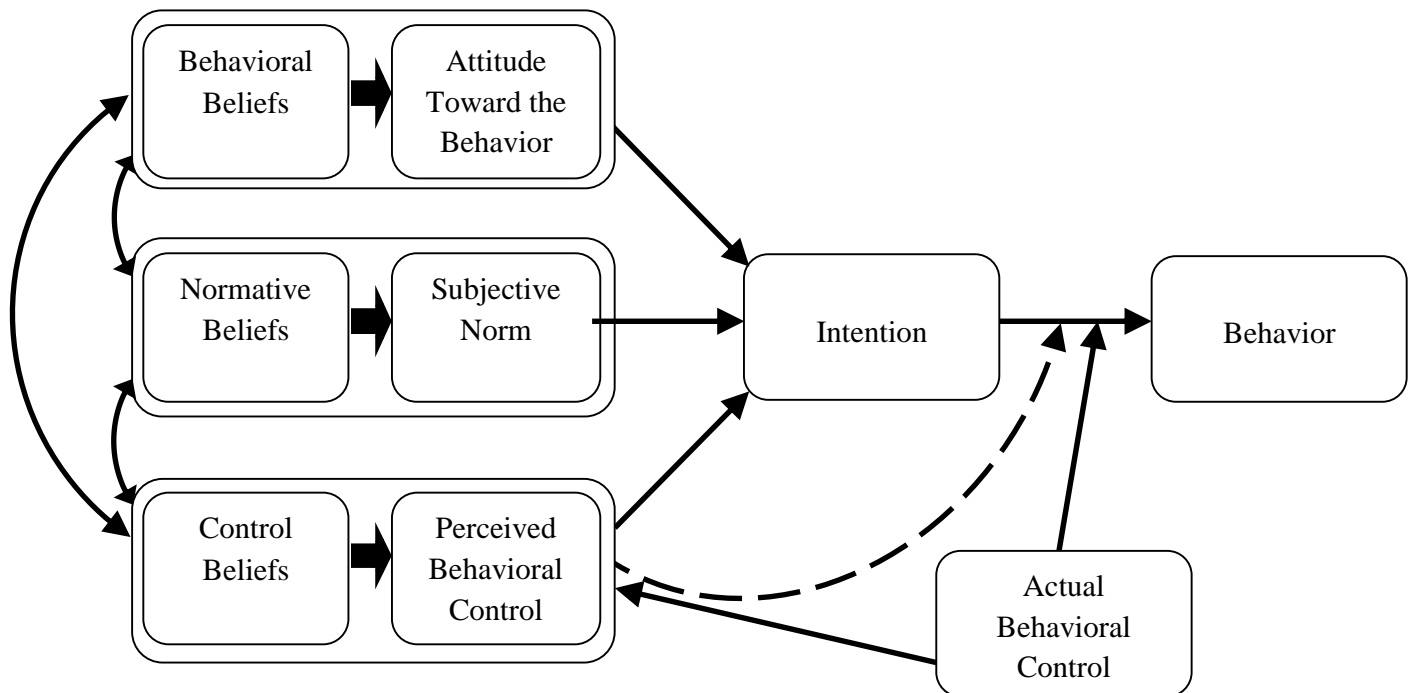 Behavioral
Beliefs
Attitude
Toward the
Behavior
Normative
Beliefs
Subjective
Norm
Intention
Behavior
Control
Beliefs
Perceived
Behavioral
Control
Actual
Behavioral
Control